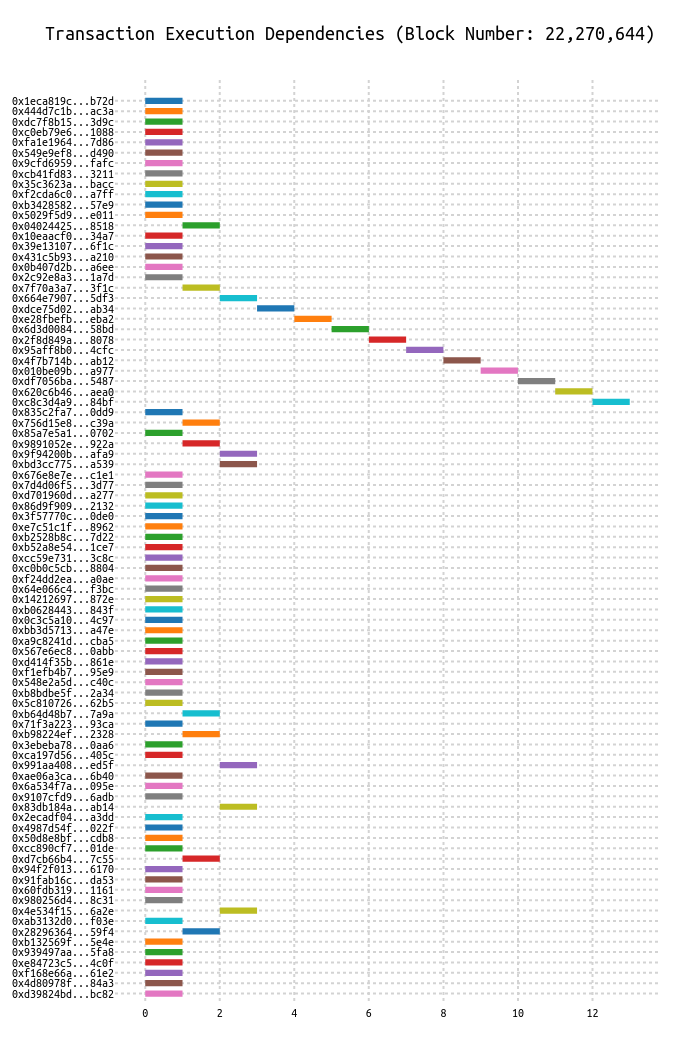 Transaction Execution Dependencies (Block Number: 22,270,644)
0x1eca819c...b72d
0x444d7c1b...ac3a
0xdc7f8b15...3d9c
0xc0eb79e6...1088
0xfa1e1964...7d86
0x549e9ef8...d490
0x9cfd6959...fafc
0xcb41fd83...3211
0x35c3623a...bacc
0xf2cda6c0...a7ff
0xb3428582...57e9
0x5029f5d9...e011
0x04024425...8518
0x10eaacf0...34a7
0x39e13107...6f1c
0x431c5b93...a210
0x0b407d2b...a6ee
0x2c92e8a3...1a7d
0x7f70a3a7...3f1c
0x664e7907...5df3
0xdce75d02...ab34
0xe28fbefb...eba2
0x6d3d0084...58bd
0x2f8d849a...8078
0x95aff8b0...4cfc
0x4f7b714b...ab12
0x010be09b...a977
0xdf7056ba...5487
0x620c6b46...aea0
0xc8c3d4a9...84bf
0x835c2fa7...0dd9
0x756d15e8...c39a
0x85a7e5a1...0702
0x9891052e...922a
0x9f94200b...afa9
0xbd3cc775...a539
0x676e8e7e...c1e1
0x7d4d06f5...3d77
0xd701960d...a277
0x86d9f909...2132
0x3f57770c...0de0
0xe7c51c1f...8962
0xb2528b8c...7d22
0xb52a8e54...1ce7
0xcc59e731...3c8c
0xc0b0c5cb...8804
0xf24dd2ea...a0ae
0x64e066c4...f3bc
0x14212697...872e
0xb0628443...843f
0x0c3c5a10...4c97
0xbb3d5713...a47e
0xa9c8241d...cba5
0x567e6ec8...0abb
0xd414f35b...861e
0xf1efb4b7...95e9
0x548e2a5d...c40c
0xb8bdbe5f...2a34
0x5c810726...62b5
0xb64d48b7...7a9a
0x71f3a223...93ca
0xb98224ef...2328
0x3ebeba78...0aa6
0xca197d56...405c
0x991aa408...ed5f
0xae06a3ca...6b40
0x6a534f7a...095e
0x9107cfd9...6adb
0x83db184a...ab14
0x2ecadf04...a3dd
0x4987d54f...022f
0x50d8e8bf...cdb8
0xcc890cf7...01de
0xd7cb66b4...7c55
0x94f2f013...6170
0x91fab16c...da53
0x60fdb319...1161
0x980256d4...8c31
0x4e534f15...6a2e
0xab3132d0...f03e
0x28296364...59f4
0xb132569f...5e4e
0x939497aa...5fa8
0xe84723c5...4c0f
0xf168e66a...61e2
0x4d80978f...84a3
0xd39824bd...bc82
0 2 4 6 8 10 12